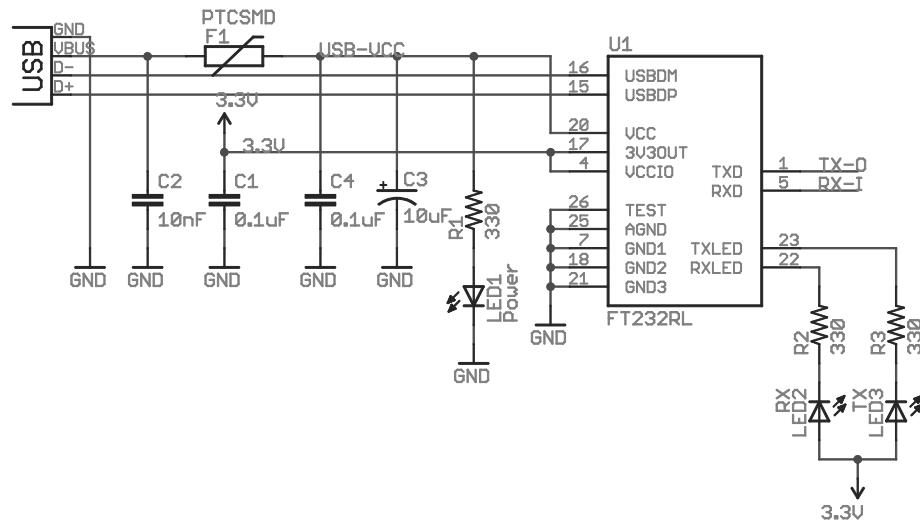 PTCSMD
F1
GND
VBUS
D-
D+
USB
USB-VCC
U1
16 USBDM
15 USBDP
3.3V
3.3V
20 VCC
17 3V3OUT
4 VCCIO
TXD 1 TX-O
RXD 5 RX-I
C2
10nF
C1
0.1uF
C4
0.1uF
C3
+
10uF
R1
330
26 TEST
25 AGND
7 GND1
18 GND2
21 GND3
TXLED 23
RXLED 22
GND
GND
GND
GND
GND
LED1
Power
GND
GND
FT232RL
R2
330
R3
330
RX
LED2
TX
LED3
3.3V